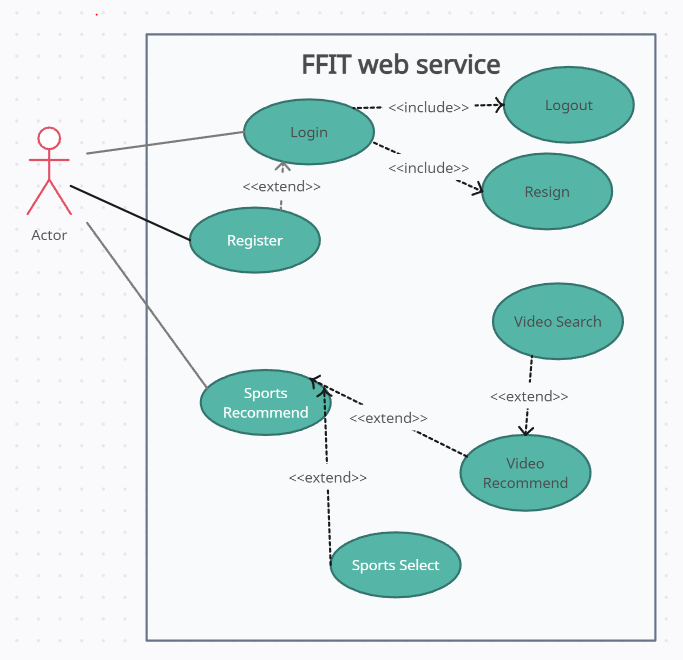 FFIT web service
Login
<<include>>
Logout
<<include>>
Resign
<<extend>>
Register
Actor
Video Search
<<extend>>
Sports
Recommend
<<extend>>
Video
Recommend
<<extend>>
Sports Select